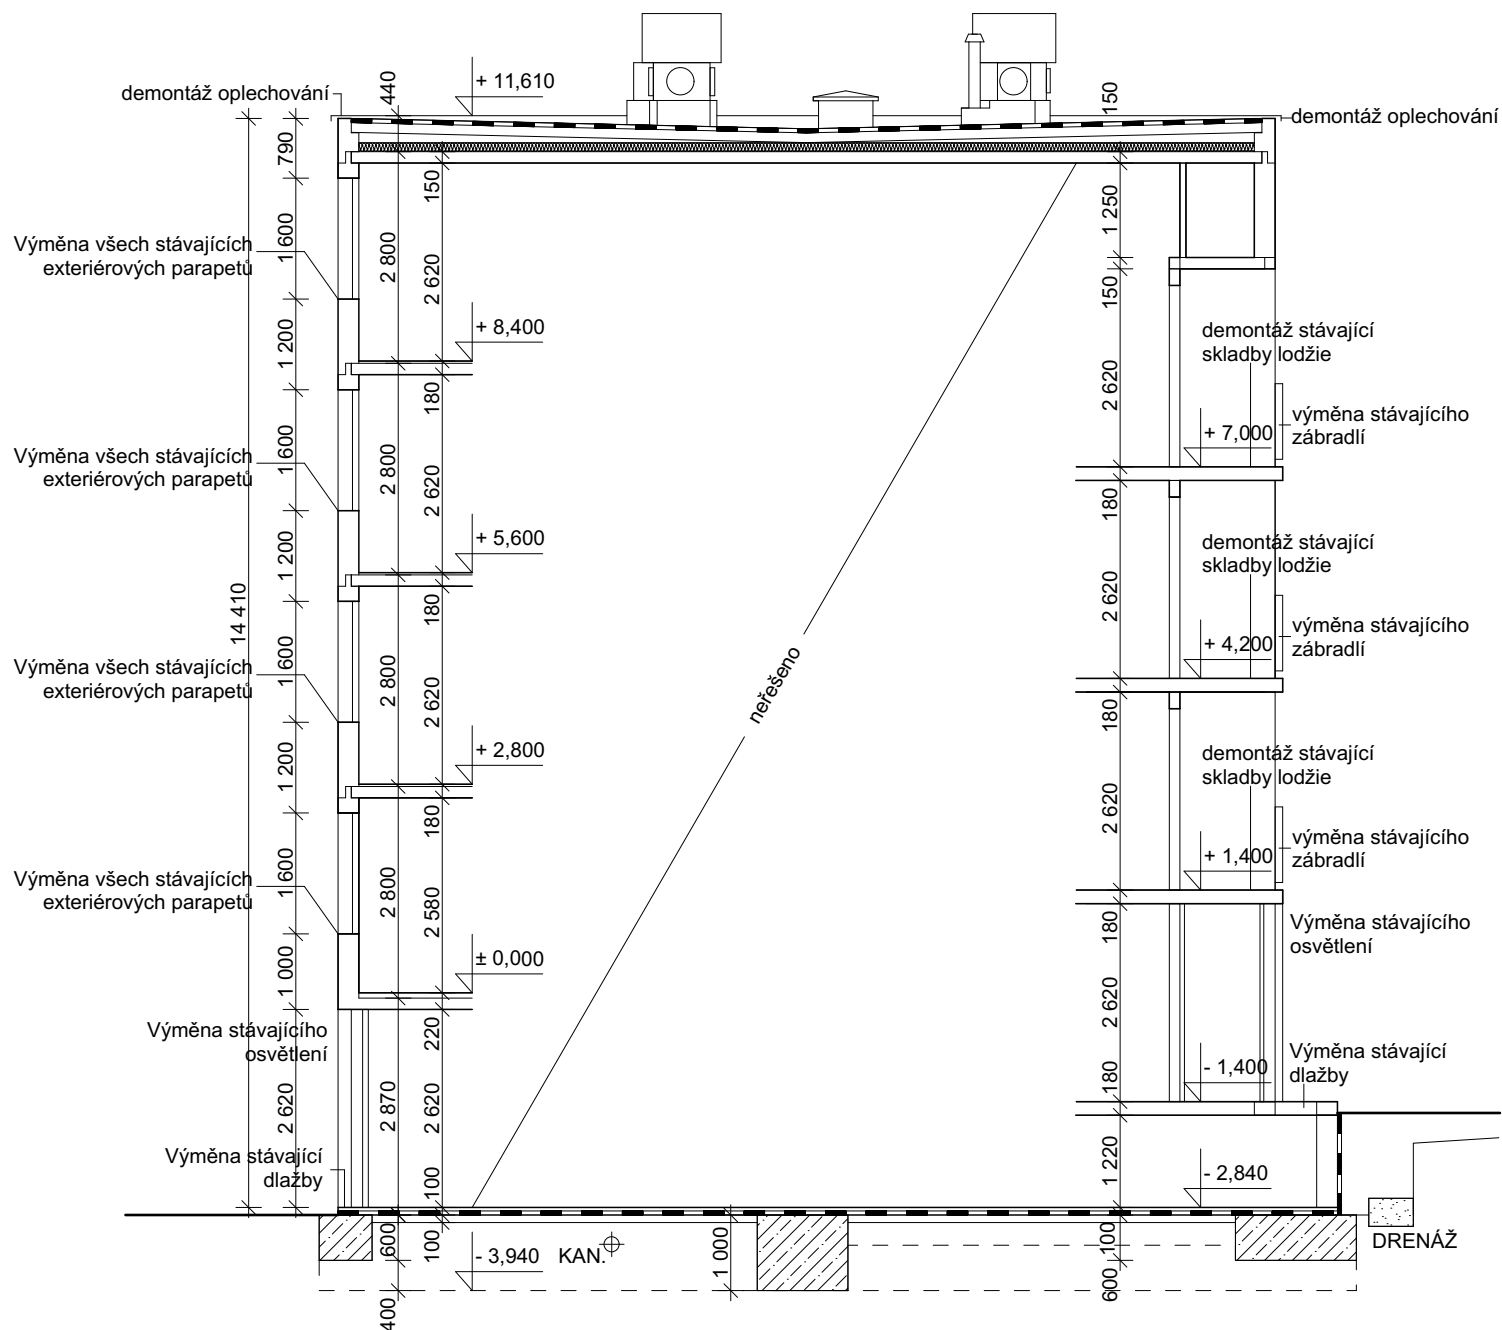 demontáž oplechování
440
+ 11,610
150
demontáž oplechování
790
150
1 250
1 600
2 800
2 620
Výměna všech stávajících
exteriérových parapetů
150
1 200
+ 8,400
demontáž stávající
skladby lodžie
180
2 620
výměna stávajícího
zábradlí
+ 7,000
Výměna všech stávajících
exteriérových parapetů
1 600
2 800
2 620
180
1 200
+ 5,600
demontáž stávající
skladby lodžie
14 410
180
2 620
výměna stávajícího
zábradlí
+ 4,200
Výměna všech stávajících
exteriérových parapetů
1 600
2 800
2 620
neřešeno
180
1 200
+ 2,800
demontáž stávající
skladby lodžie
180
2 620
výměna stávajícího
zábradlí
+ 1,400
Výměna všech stávajících
exteriérových parapetů
1 600
2 800
2 580
180
Výměna stávajícího
osvětlení
1 000
± 0,000
2 620
Výměna stávajícího
osvětlení
220
- 1,400
180
Výměna stávající
dlažby
2 620
2 870
2 620
Výměna stávající
dlažby
100
1 220
- 2,840
600
100
- 3,940
KAN.
1 000
100
600
DRENÁŽ
400